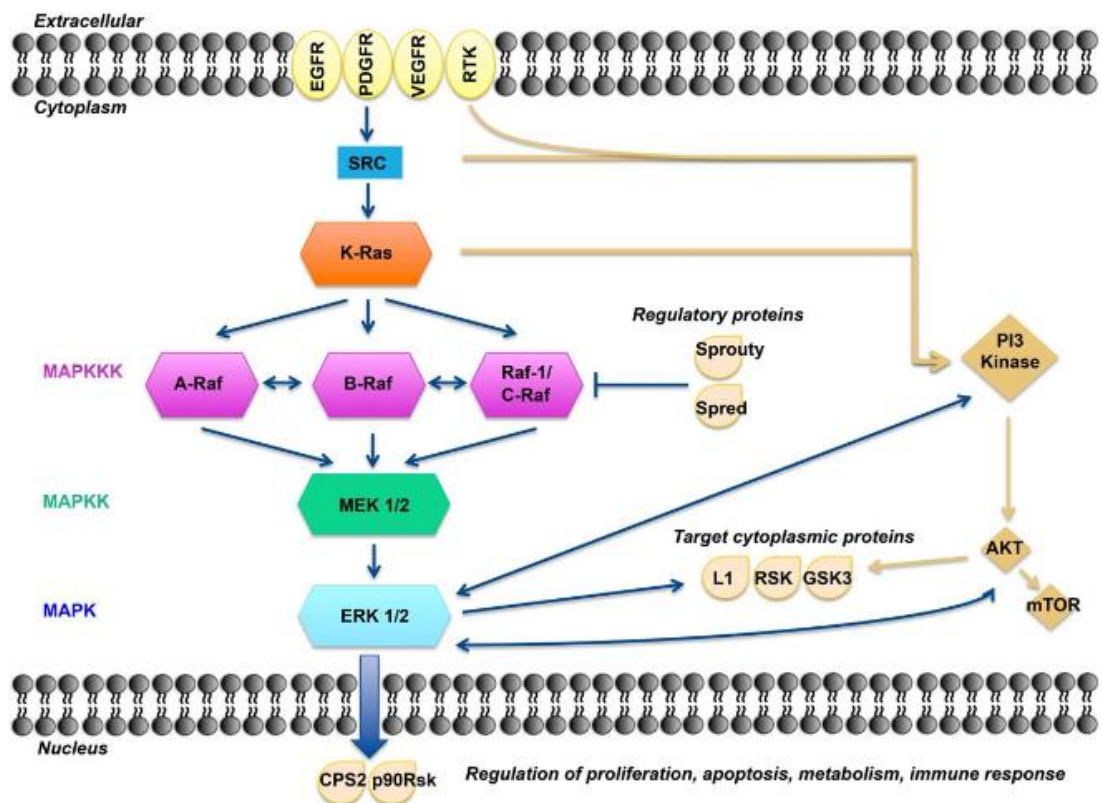 Extracellular
EGFR
PDGFR
VEGFR
RTK
Cytoplasm
SRC
K-Ras
Regulatory proteins
Sprouty
Spred
PI3
Kinase
MAPKKK
A-Raf
B-Raf
Raf-1/
C-Raf
MAPKK
MEK 1/2
Target cytoplasmic proteins
L1
RSK
GSK3
AKT
mTOR
MAPK
ERK 1/2
Nucleus
CPS2
p90Rsk
Regulation of proliferation, apoptosis, metabolism, immune response